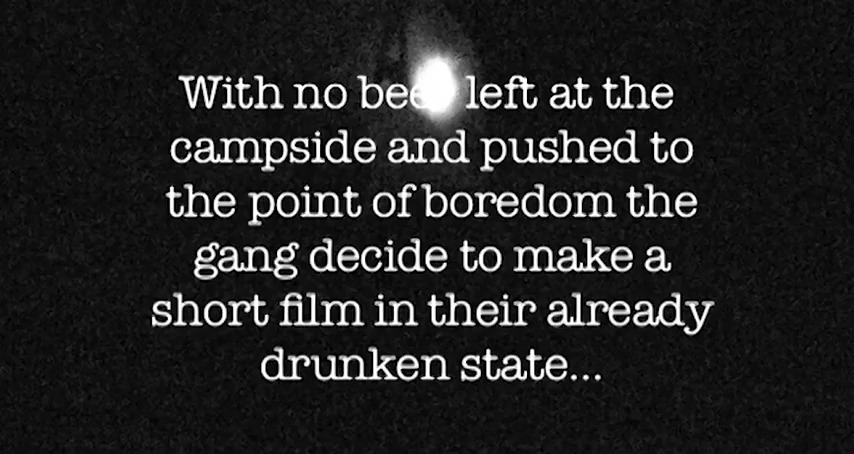 With no beer left at the
campside and pushed to
the point of boredom the
gang decide to make a
short film in their already
drunken state...